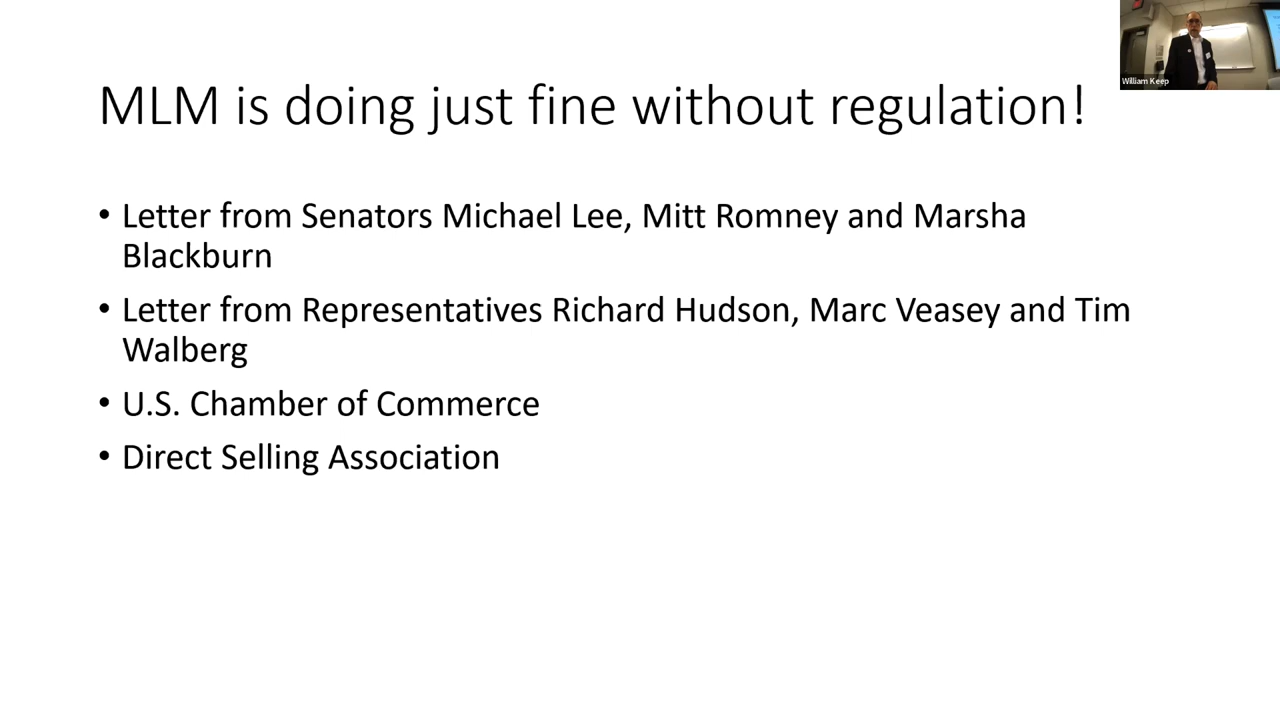 MLM is doing just fine without regulation!
• Letter from Senators Michael Lee, Mitt Romney and Marsha
Blackburn
• Letter from Representatives Richard Hudson, Marc Veasey and Tim
Walberg
• U.S. Chamber of Commerce
• Direct Selling Association
William Keep